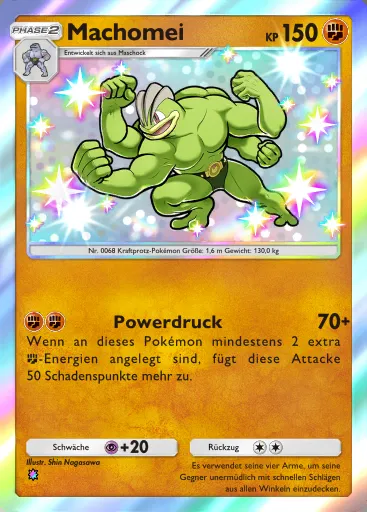 PHASE 2
Machomei
KP 150
Entwickelt sich aus Maschock
Nr. 0068 Kraftprotz-Pokémon Größe: 1,6 m Gewicht: 130,0 kg
Powerdruck 70+
Wenn an dieses Pokémon mindestens 2 extra
-Energien angelegt sind, fügt diese Attacke
50 Schadenspunkte mehr zu.
Schwäche +20
Rückzug
Illustr. Shin Nagasawa
Es verwendet seine vier Arme, um seine
Gegner unermüdlich mit schnellen Schlägen
aus allen Winkeln einzudecken.